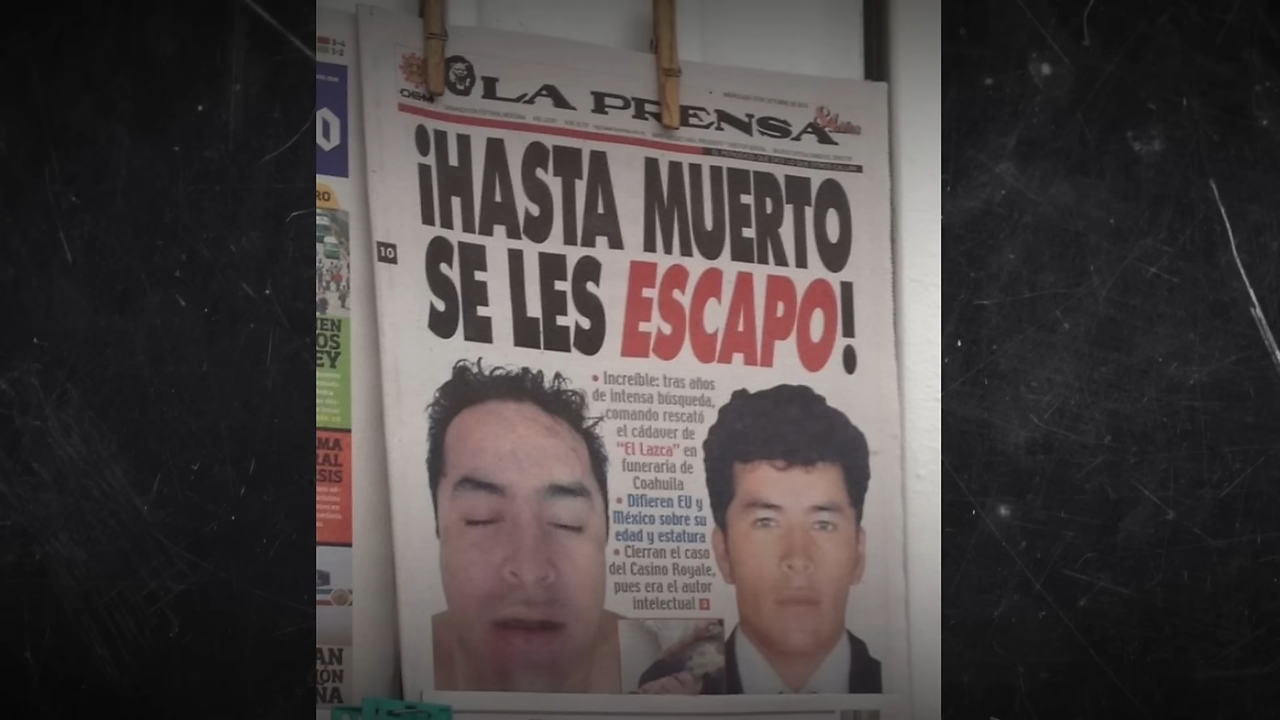 OEM
LA PRENSA
¡HASTA MUERTO
SE LES ESCAPO!
10
• Increíble: tras años
de intensa búsqueda,
comando rescató
el cádaver de
“El Lazca” en
funeraria de
Coahuila
• Difieren EU y
México sobre su
edad y estatura
• Cierran el caso
del Casino Royale,
pues era el autor
intelectual 3